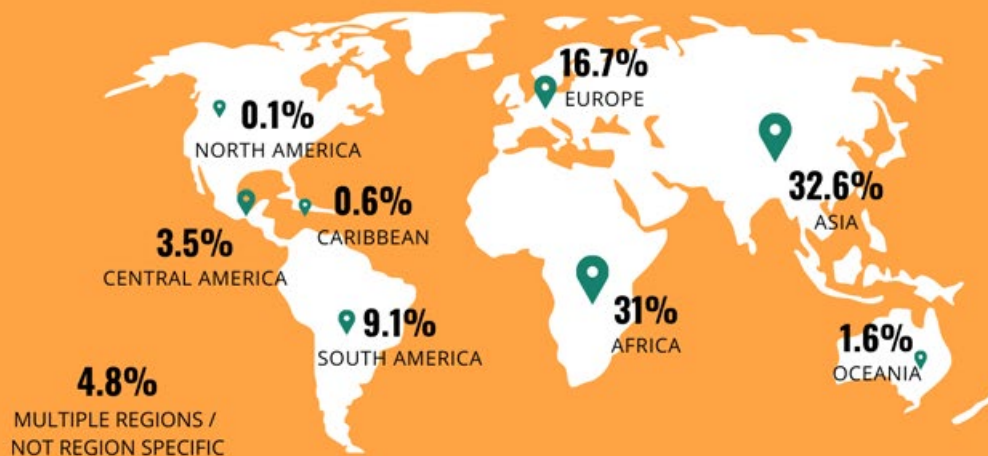 16.7%
EUROPE
0.1%
NORTH AMERICA
32.6%
ASIA
0.6%
CARIBBEAN
3.5%
CENTRAL AMERICA
31%
AFRICA
9.1%
SOUTH AMERICA
1.6%
OCEANIA
4.8%
MULTIPLE REGIONS /
NOT REGION SPECIFIC